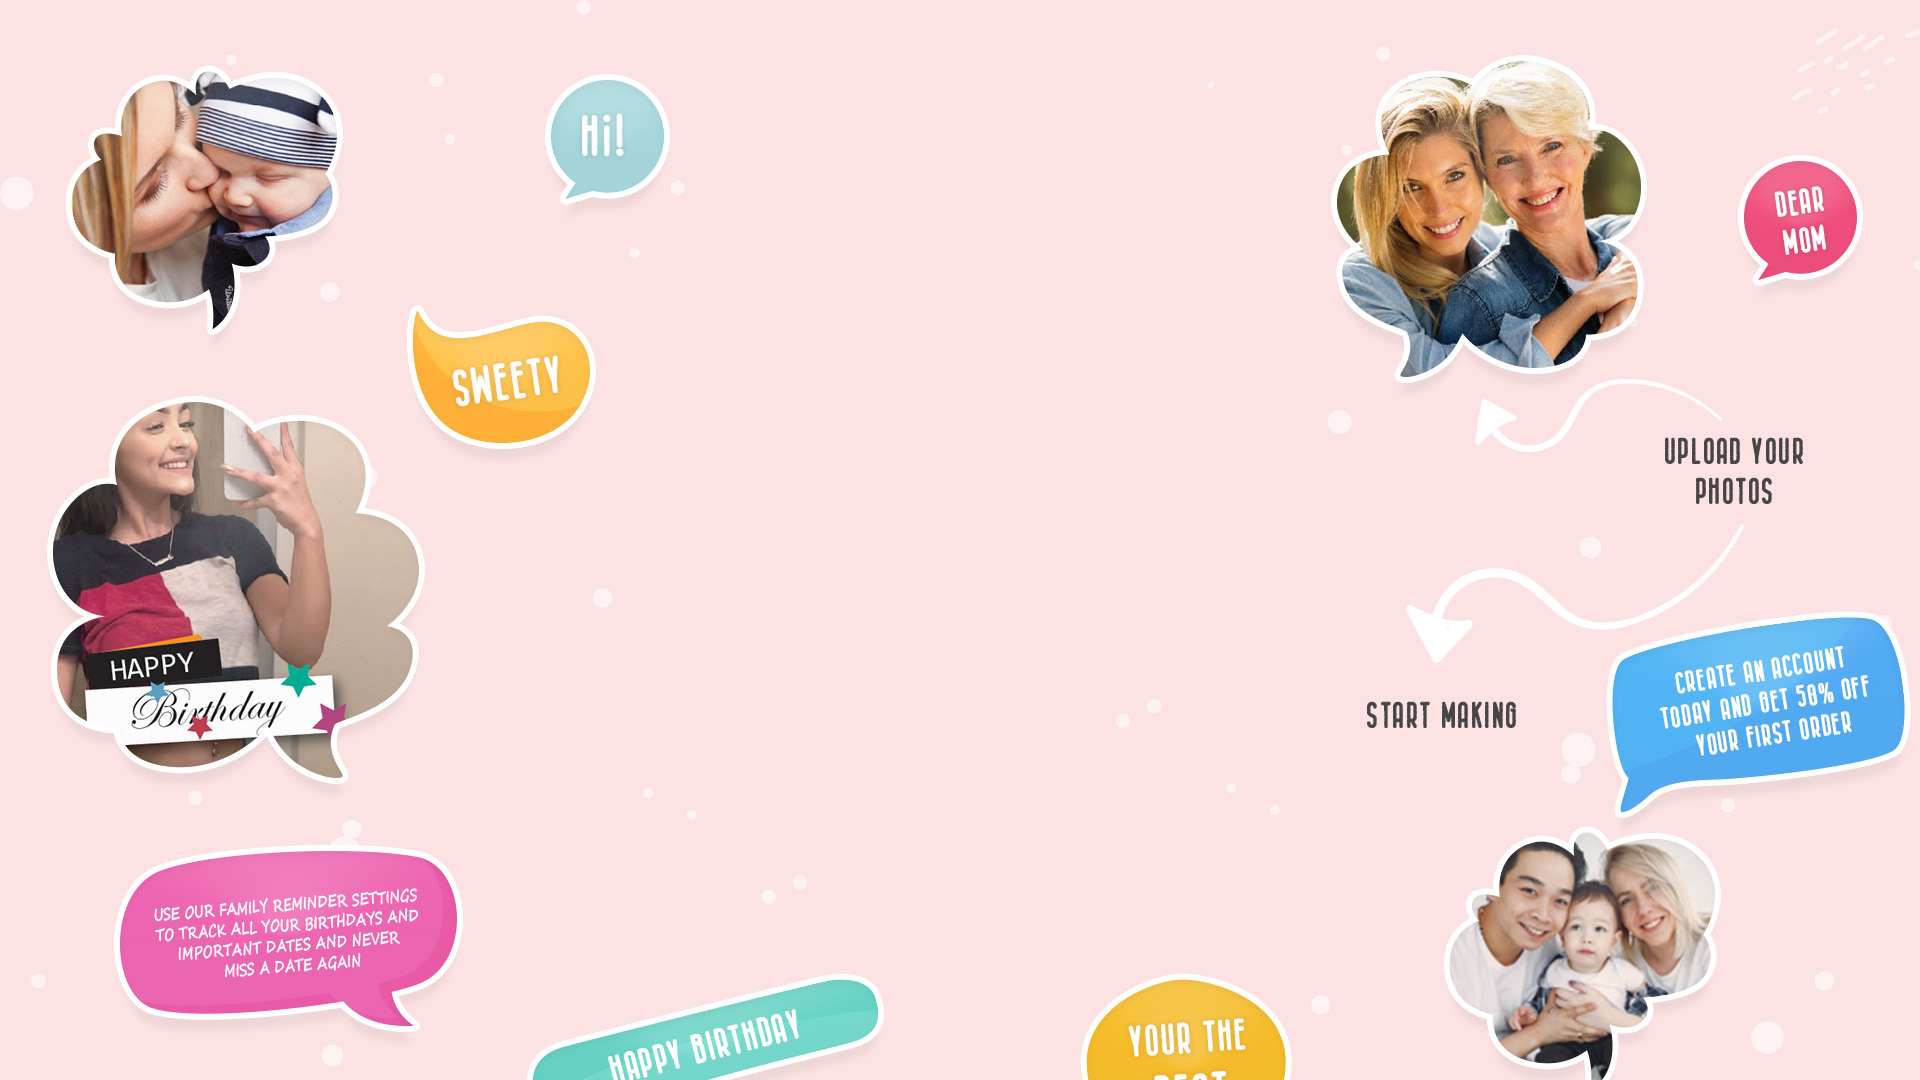 Hi!
DEAR
MOM
SWEETY
UPLOAD YOUR
PHOTOS
HAPPY
Birthday
START MAKING
CREATE AN ACCOUNT
TODAY AND GET 50% OFF
YOUR FIRST ORDER
USE OUR FAMILY REMINDER SETTINGS
TO TRACK ALL YOUR BIRTHDAYS AND
IMPORTANT DATES AND NEVER
MISS A DATE AGAIN
HAPPY BIRTHDAY
YOUR THE
BEST